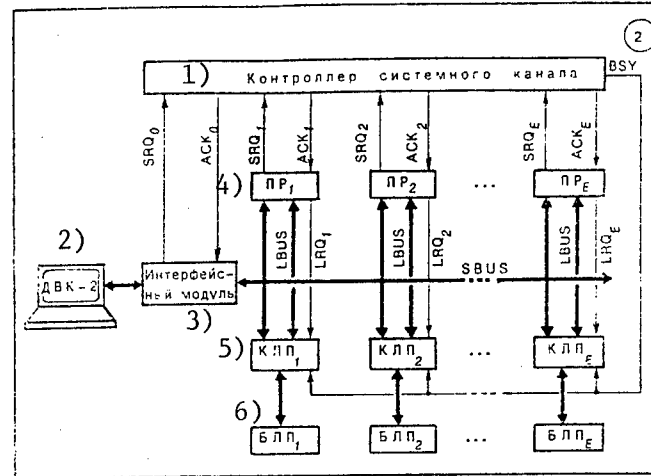 2
1) Контроллер системного канала
BSY
SRQ0 ACK0 SRQ1 ACK1 SRQ2 ACK2 SRQE ACKE
4) ПР1 ПР2 ... ПРE
LBUS LRQ1 LBUS LRQ2 LBUS LRQE
2)
ДВК-2
Интерфейс-
ный модуль
SBUS
3)
5) КЛП1 КЛП2 ... КЛПE
6)
БЛП1 БЛП2 ... БЛПE